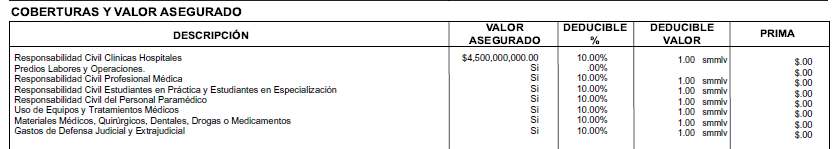 COBERTURAS Y VALOR ASEGURADO
DESCRIPCIÓN VALOR ASEGURADO DEDUCIBLE % DEDUCIBLE VALOR PRIMA
Responsabilidad Civil Clinicas Hospitales $4,500,000,000.00 10.00% 1.00 smmlv $.00
Predios Labores y Operaciones. Si .00% $.00
Responsabilidad Civil Profesional Médica Si 10.00% 1.00 smmlv $.00
Responsabilidad Civil Estudiantes en Práctica y Estudiantes en Especialización Si 10.00% 1.00 smmlv $.00
Responsabilidad Civil del Personal Paramédico Si 10.00% 1.00 smmlv $.00
Uso de Equipos y Tratamientos Médicos Si 10.00% 1.00 smmlv $.00
Materiales Médicos, Quirúrgicos, Dentales, Drogas o Medicamentos Si 10.00% 1.00 smmlv $.00
Gastos de Defensa Judicial y Extrajudicial Si 10.00% 1.00 smmlv $.00